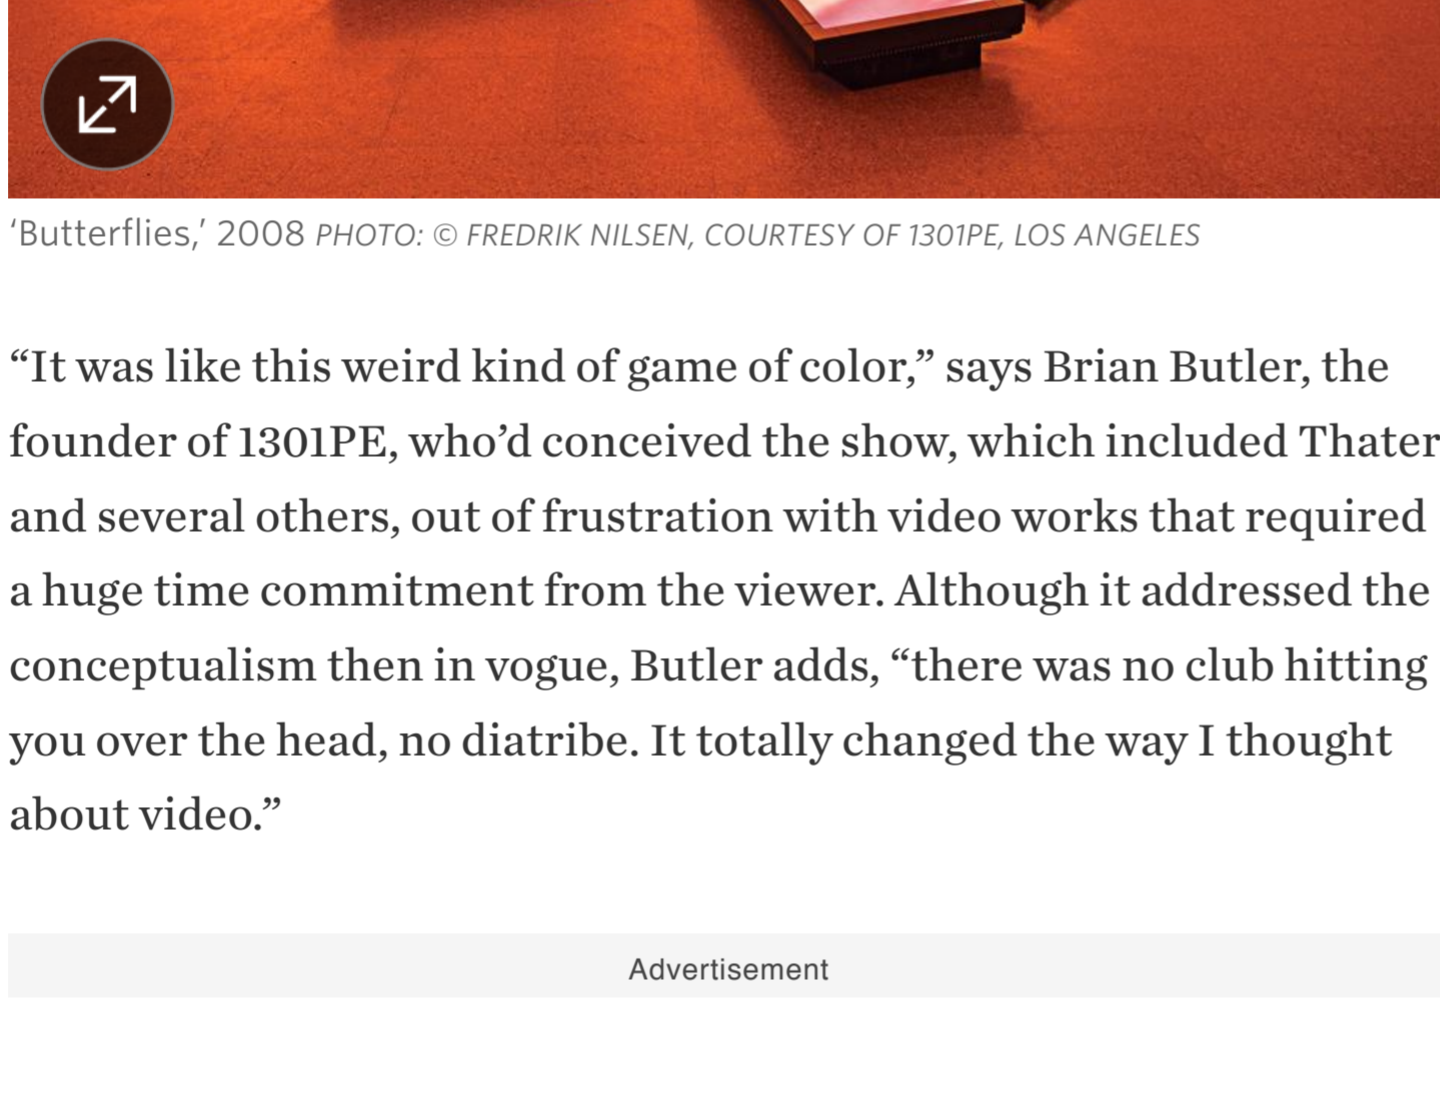 ‘Butterflies,’ 2008 PHOTO: © FREDRIK NILSEN, COURTESY OF 1301PE, LOS ANGELES
“It was like this weird kind of game of color,” says Brian Butler, the
founder of 1301PE, who’d conceived the show, which included Thater
and several others, out of frustration with video works that required
a huge time commitment from the viewer. Although it addressed the
conceptualism then in vogue, Butler adds, “there was no club hitting
you over the head, no diatribe. It totally changed the way I thought
about video.”
Advertisement